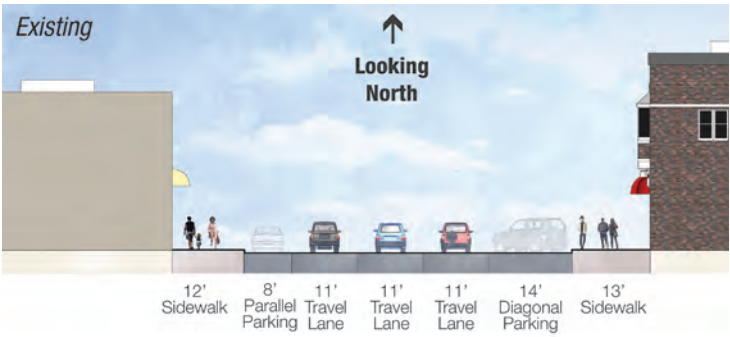 Existing
Looking
North
12' 8' 11' 11' 11' 14' 13'
Sidewalk Parallel Travel Travel Travel Diagonal Sidewalk
Parking Lane Lane Lane Parking